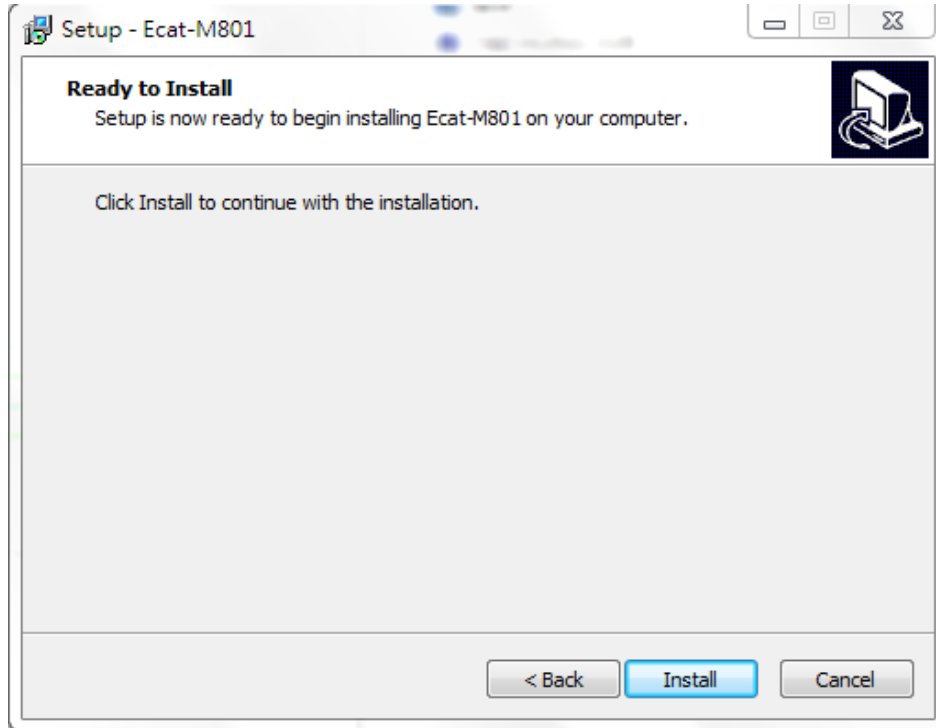 Setup - Ecat-M801
Ready to Install
Setup is now ready to begin installing Ecat-M801 on your computer.
Click Install to continue with the installation.
< Back
Install
Cancel